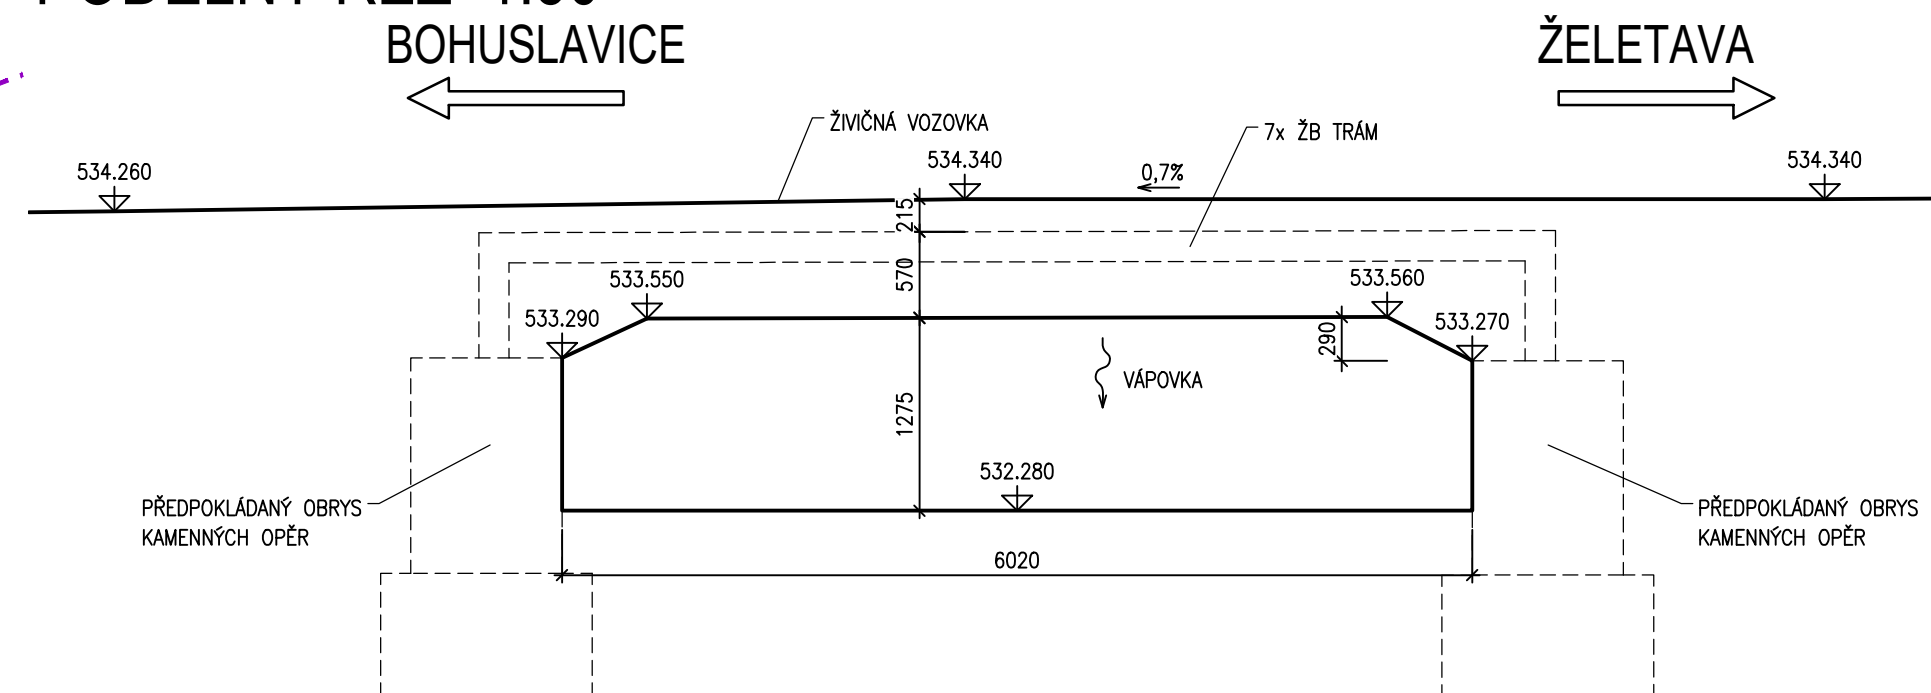 BOHUSLAVICE
ŽELETAVA
ŽIVIČNÁ VOZOVKA
7x ŽB TRÁM
534.260
534.340
0,7%
534.340
215
570
533.550
533.560
533.290
533.270
290
VÁPOVKA
1275
532.280
PŘEDPOKLÁDANÝ OBRYS
KAMENNÝCH OPĚR
PŘEDPOKLÁDANÝ OBRYS
KAMENNÝCH OPĚR
6020